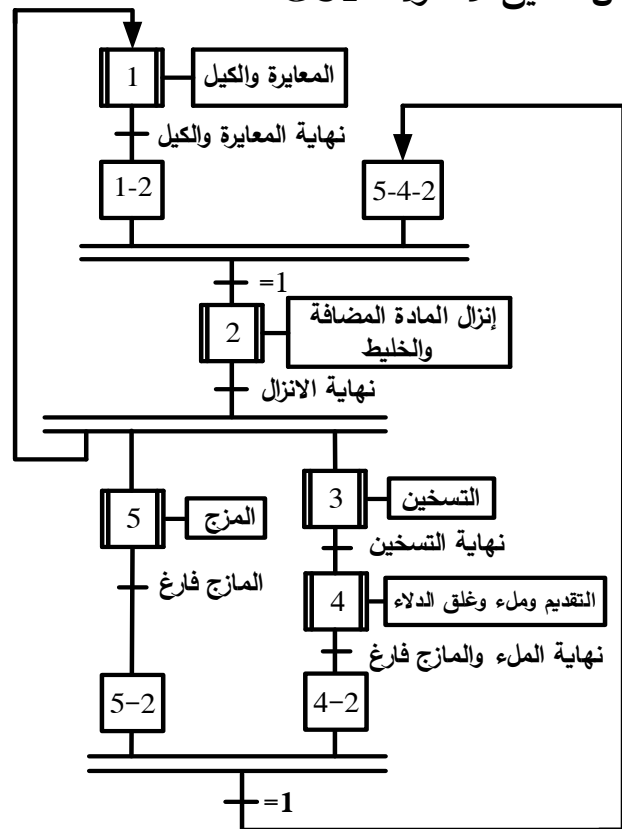 1
المعايرة والكيل
نهاية المعايرة والكيل
1-2
5-4-2
=1
2
إنزال المادة المضافة
والخليط
نهاية الانزال
5
المزج
3
التسخين
نهاية التسخين
المازج فارغ
4
التقديم وملء وغلق الدلاء
نهاية الملء والمازج فارغ
5-2
4-2
=1